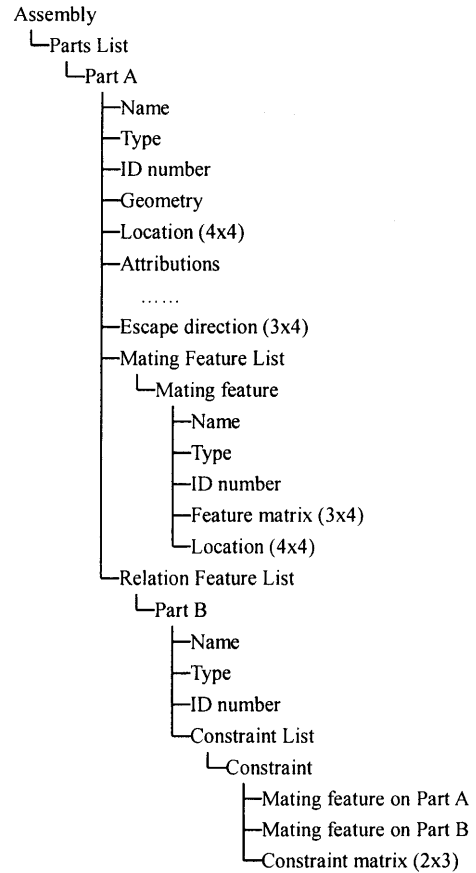 Assembly
Parts List
Part A
Name
Type
ID number
Geometry
Location (4x4)
Attributions
……
Escape direction (3x4)
Mating Feature List
Mating feature
Name
Type
ID number
Feature matrix (3x4)
Location (4x4)
Relation Feature List
Part B
Name
Type
ID number
Constraint List
Constraint
Mating feature on Part A
Mating feature on Part B
Constraint matrix (2x3)